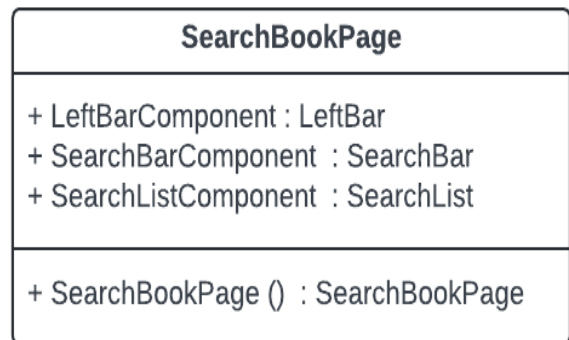 SearchBookPage
+ LeftBarComponent : LeftBar
+ SearchBarComponent : SearchBar
+ SearchListComponent : SearchList
+ SearchBookPage () : SearchBookPage